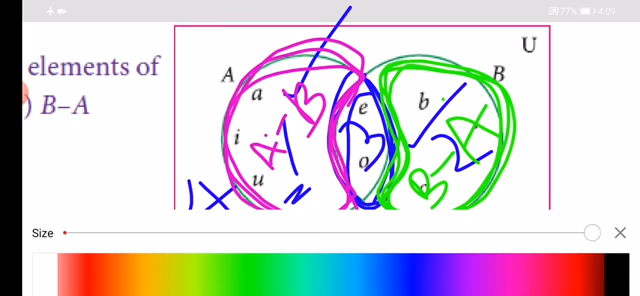 77% 4:09
elements of
) B–A
U
A
B
a
e
b
i
o
u
A-B
B-A
Size